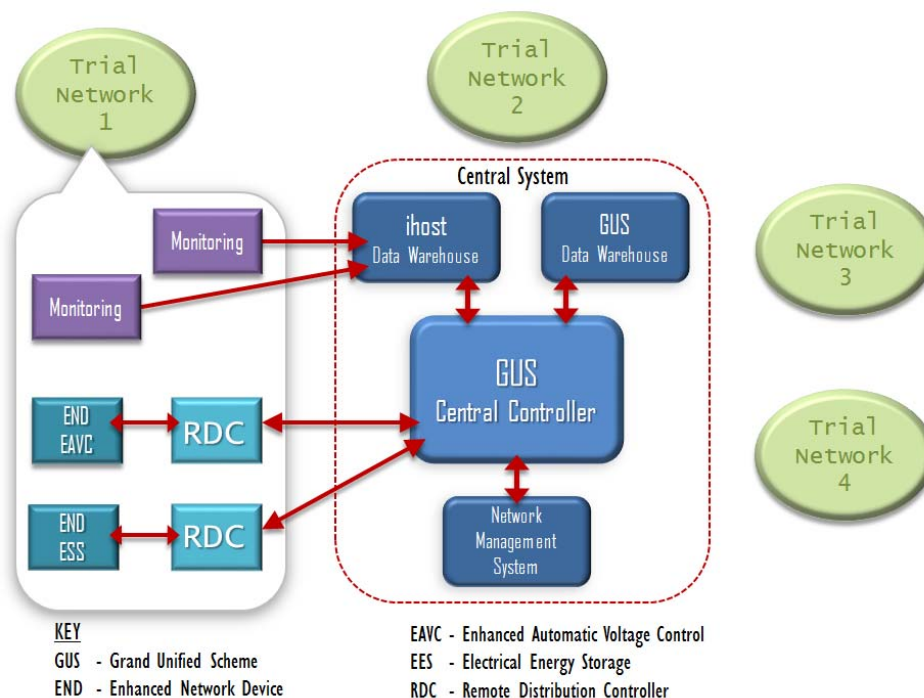 Trial
Network
1
Trial
Network
2
Central System
ihost
Data Warehouse
GUS
Data Warehouse
Trial
Network
3
Monitoring
Monitoring
GUS
Central Controller
END
EAVC
RDC
Trial
Network
4
END
ESS
RDC
Network
Management
System
KEY
GUS - Grand Unified Scheme
END - Enhanced Network Device
EAVC - Enhanced Automatic Voltage Control
EES - Electrical Energy Storage
RDC - Remote Distribution Controller